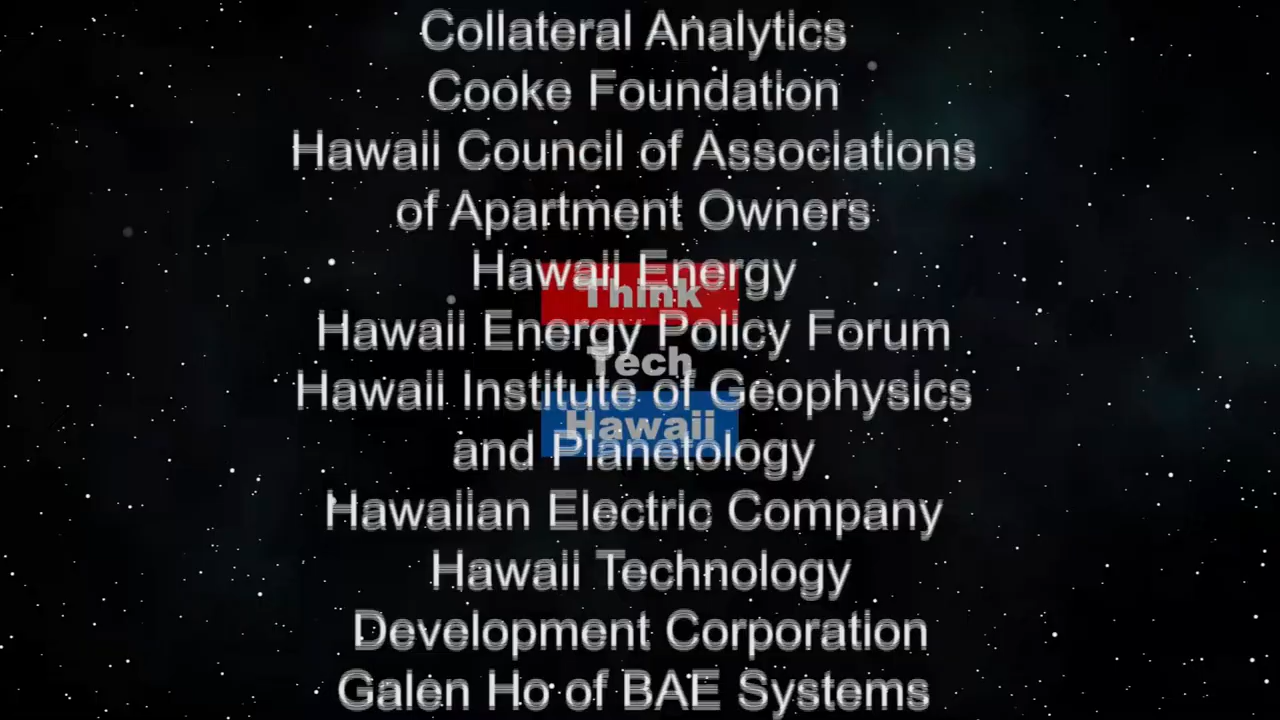 Collateral Analytics
Cooke Foundation
Hawaii Council of Associations
of Apartment Owners
Hawaii Energy
Think
Hawaii Energy Policy Forum
Tech
Hawaii Institute of Geophysics
Hawaii
and Planetology
Hawaiian Electric Company
Hawaii Technology
Development Corporation
Galen Ho of BAE Systems